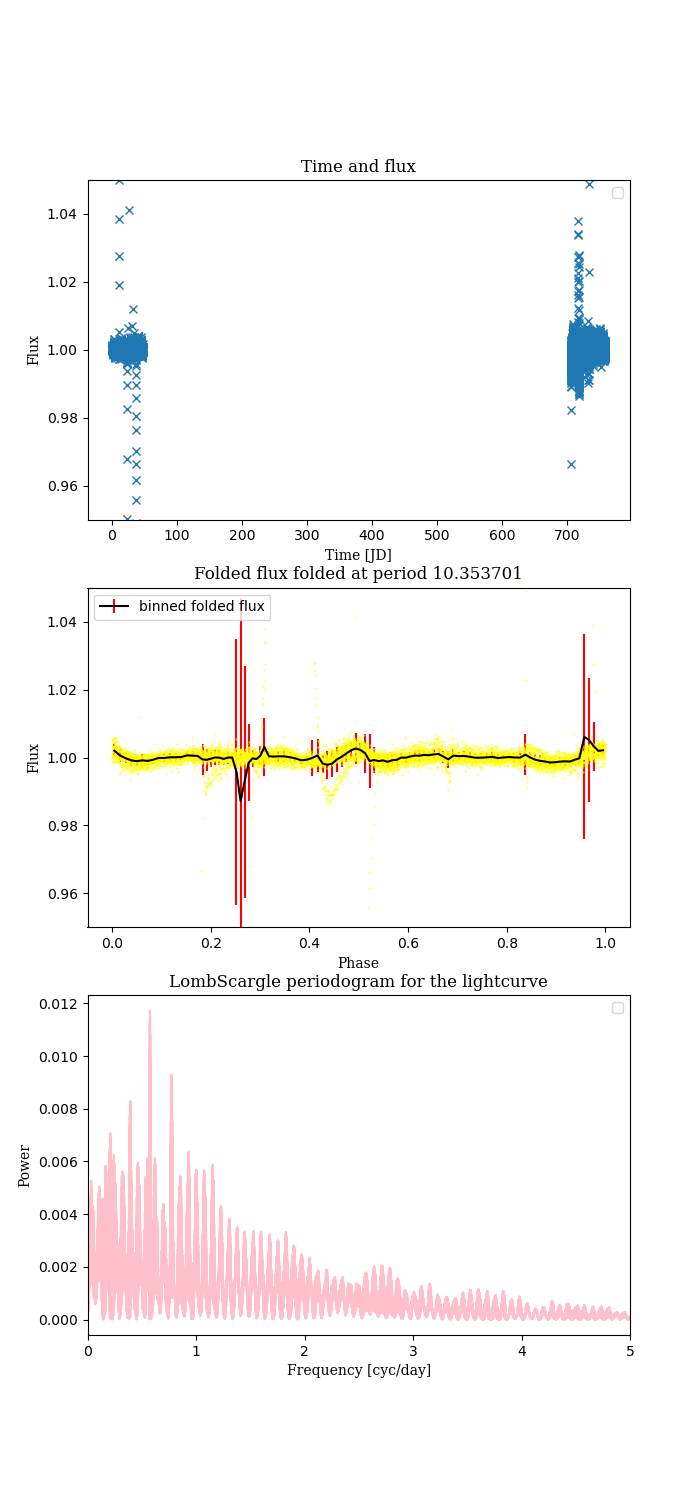 Time and flux
1.04
1.02
1.00
0.98
0.96
Flux
0 100 200 300 400 500 600 700
Time [JD]
Folded flux folded at period 10.353701
binned folded flux
1.04
1.02
1.00
0.98
0.96
Flux
0.0 0.2 0.4 0.6 0.8 1.0
Phase
LombScargle periodogram for the lightcurve
0.012
0.010
0.008
0.006
0.004
0.002
0.000
Power
0 1 2 3 4 5
Frequency [cyc/day]